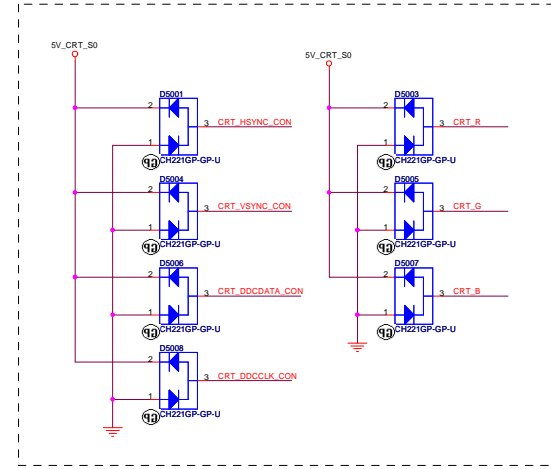 5V_CRT_S0
D5001
2
3 CRT_HSYNC_CON
1
CH221GP-GP-U
D5004
2
3 CRT_VSYNC_CON
1
CH221GP-GP-U
D5006
2
3 CRT_DDCDATA_CON
1
CH221GP-GP-U
D5008
2
3 CRT_DDCCLK_CON
1
CH221GP-GP-U
5V_CRT_S0
D5003
2
3 CRT_R
1
CH221GP-GP-U
D5005
2
3 CRT_G
1
CH221GP-GP-U
D5007
2
3 CRT_B
1
CH221GP-GP-U